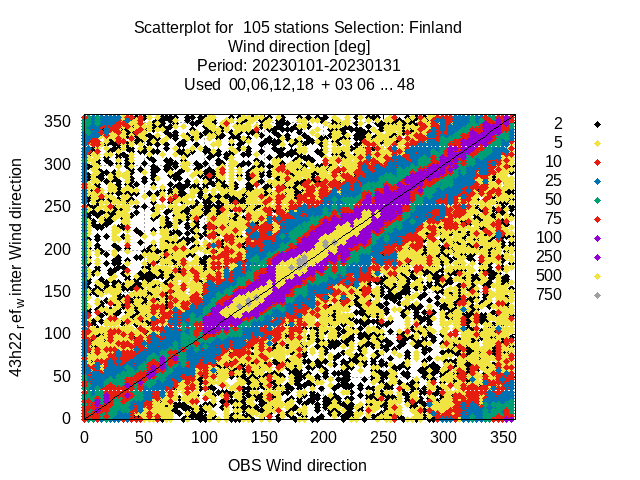 Scatterplot for 105 stations Selection: Finland
Wind direction [deg]
Period: 20230101-20230131
Used 00,06,12,18 + 03 06 ... 48
43h22_ref_winter Wind direction
350
300
250
200
150
100
50
0
0 50 100 150 200 250 300 350
OBS Wind direction
2
5
10
25
50
75
100
250
500
750